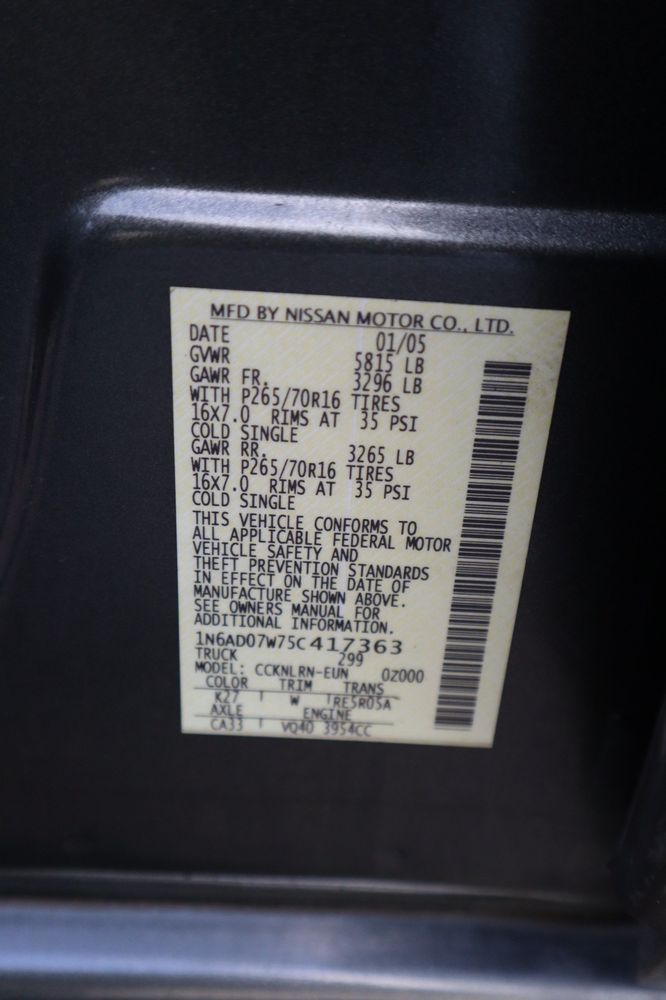 MFD BY NISSAN MOTOR CO., LTD.
DATE 01/05
GVWR 5815 LB
GAWR FR. 3296 LB
WITH P265/70R16 TIRES
16X7.0 RIMS AT 35 PSI
COLD SINGLE
GAWR RR. 3265 LB
WITH P265/70R16 TIRES
16X7.0 RIMS AT 35 PSI
COLD SINGLE
THIS VEHICLE CONFORMS TO
ALL APPLICABLE FEDERAL MOTOR
VEHICLE SAFETY AND
THEFT PREVENTION STANDARDS
IN EFFECT ON THE DATE OF
MANUFACTURE SHOWN ABOVE.
SEE OWNERS MANUAL FOR
ADDITIONAL INFORMATION.
1N6AD07W75C417363
TRUCK 299
MODEL: CCKNLRN-EUN 0Z000
COLOR TRIM TRANS
K27 W RE5R05A
AXLE ENGINE
CA33 VQ40 3954CC